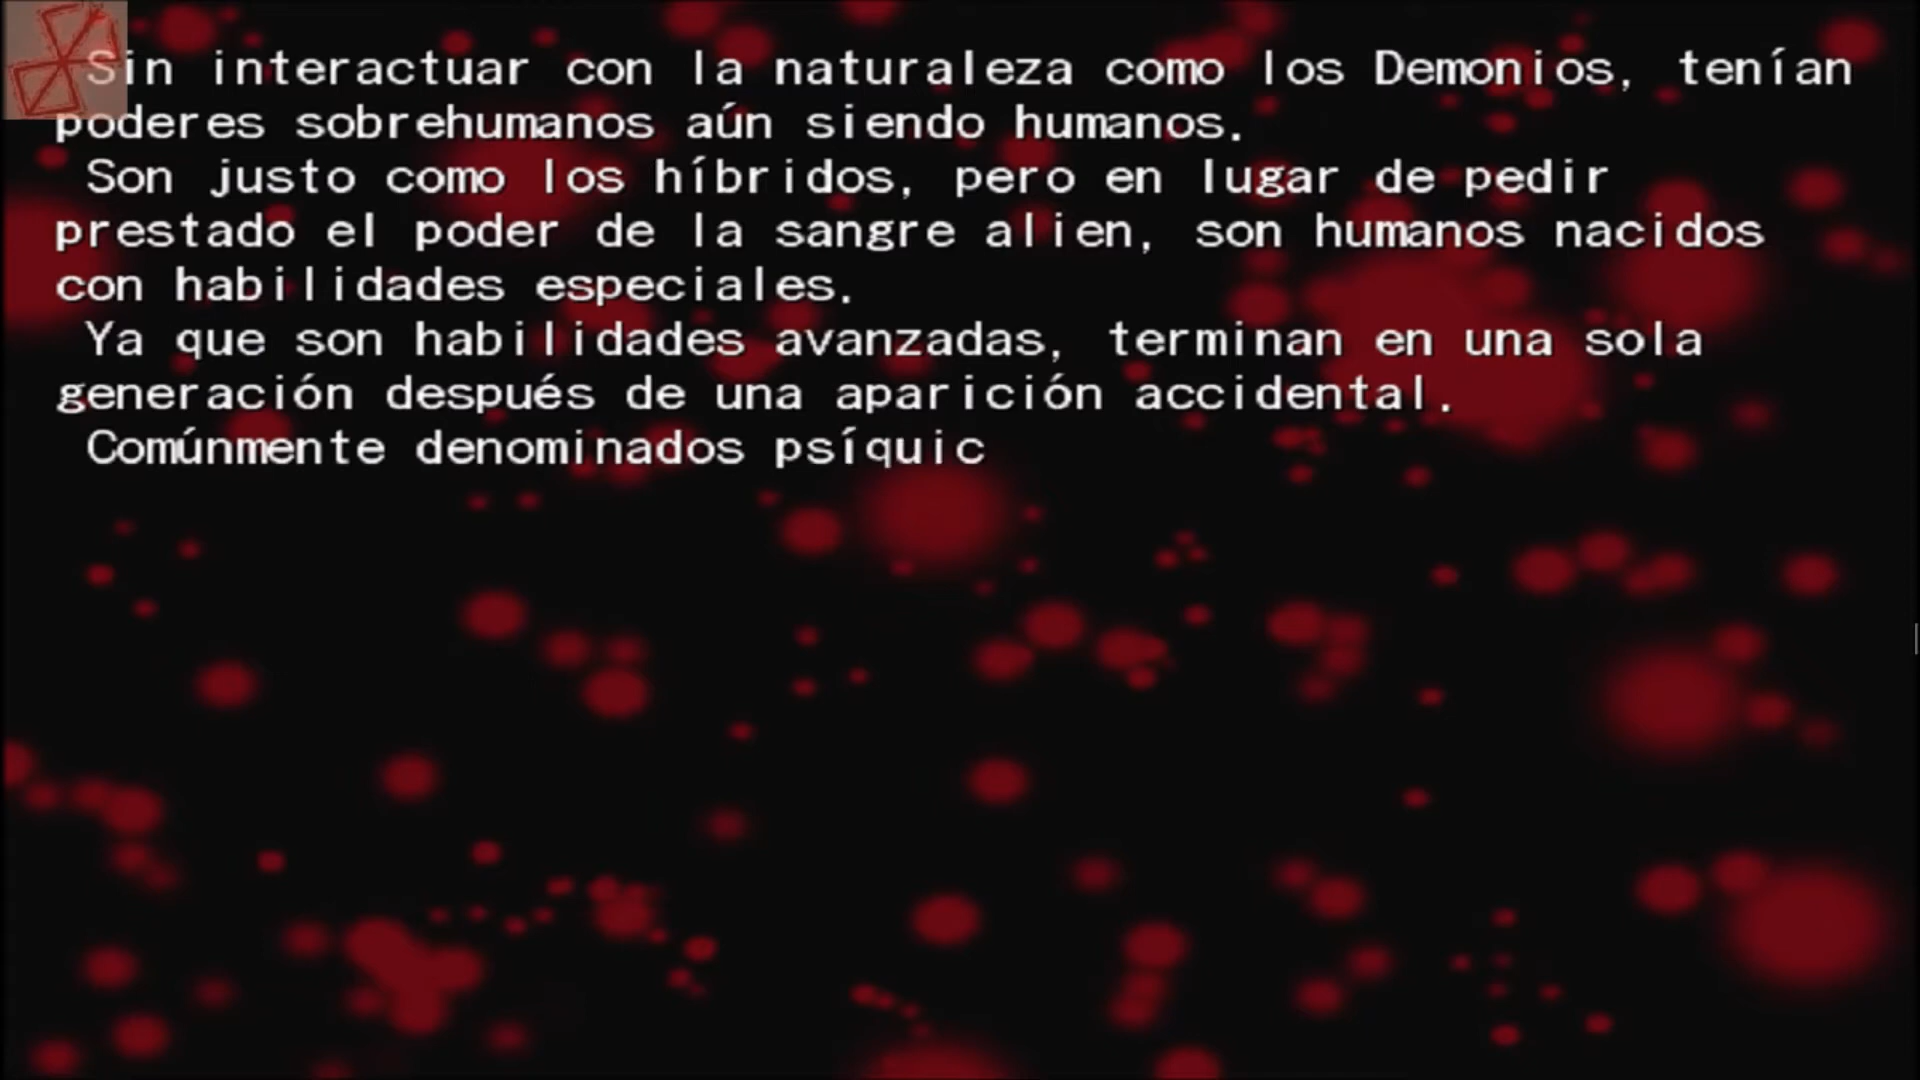 Sin interactuar con la naturaleza como los Demonios, tenían
poderes sobrehumanos aún siendo humanos.
Son justo como los híbridos, pero en lugar de pedir
prestado el poder de la sangre alien, son humanos nacidos
con habilidades especiales.
Ya que son habilidades avanzadas, terminan en una sola
generación después de una aparición accidental.
Comúnmente denominados psíquic